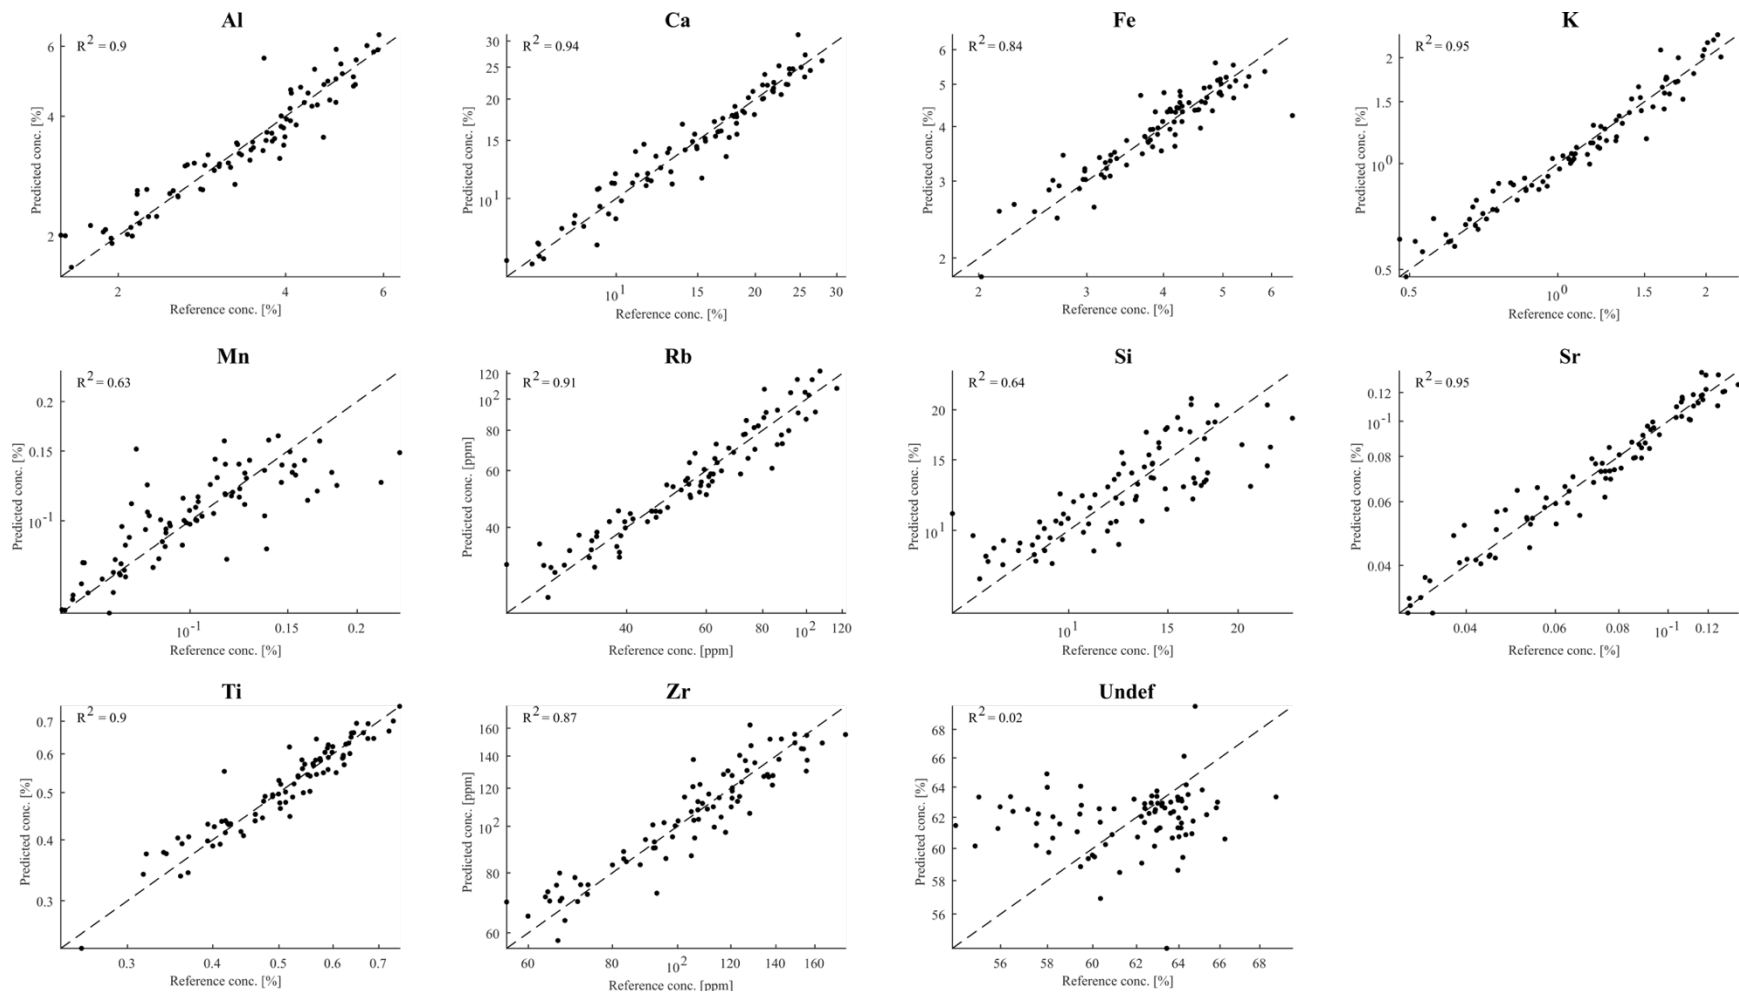 Al
R² = 0.9
6
4
2
Predicted conc. [%]
2
4
6
Reference conc. [%]
Ca
R² = 0.94
30
25
20
15
10¹
Predicted conc. [%]
10¹
15
20
25
30
Reference conc. [%]
Fe
R² = 0.84
6
5
4
3
2
Predicted conc. [%]
2
3
4
5
6
Reference conc. [%]
K
R² = 0.95
2
1.5
10⁰
0.5
Predicted conc. [%]
0.5
10⁰
1.5
2
Reference conc. [%]
Mn
R² = 0.63
0.2
0.15
10⁻¹
Predicted conc. [%]
10⁻¹
0.15
0.2
Reference conc. [%]
Rb
R² = 0.91
120
10²
80
60
40
Predicted conc. [ppm]
40
60
80
10²
120
Reference conc. [ppm]
Si
R² = 0.64
20
15
10¹
Predicted conc. [%]
10¹
15
20
Reference conc. [%]
Sr
R² = 0.95
0.12
10⁻¹
0.08
0.06
0.04
Predicted conc. [%]
0.04
0.06
0.08
10⁻¹
0.12
Reference conc. [%]
Ti
R² = 0.9
0.7
0.6
0.5
0.4
0.3
Predicted conc. [%]
0.3
0.4
0.5
0.6
0.7
Reference conc. [%]
Zr
R² = 0.87
160
140
120
10²
80
60
Predicted conc. [ppm]
60
80
10²
120
140
160
Reference conc. [ppm]
Undef
R² = 0.02
68
66
64
62
60
58
56
Predicted conc. [%]
56
58
60
62
64
66
68
Reference conc. [%]